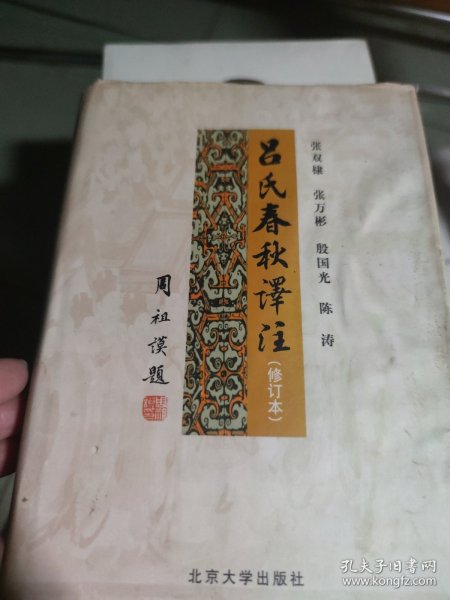 吕氏春秋譯注
(修订本)
张双棣 张万彬 殷国光 陈涛
周祖谟題
北京大学出版社
孔夫子旧书网
www.kongfz.com